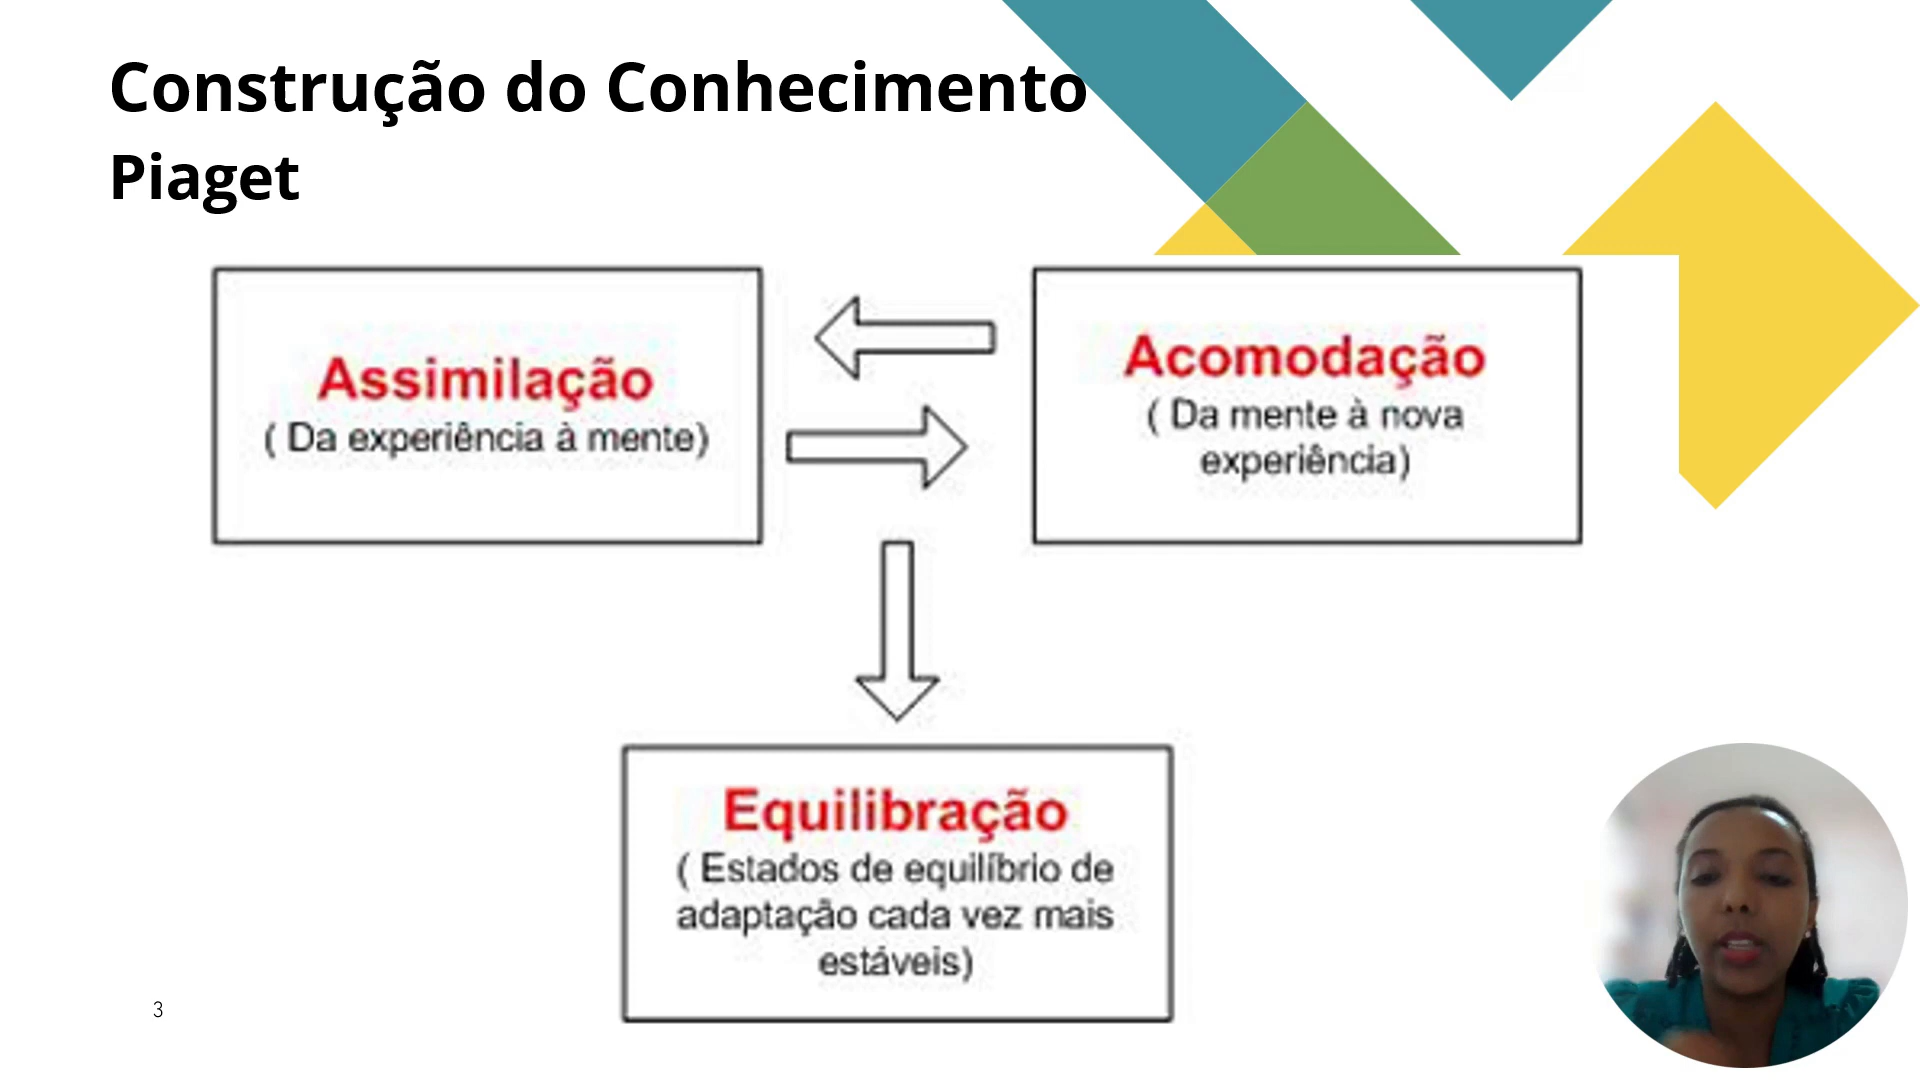 Construção do Conhecimento
Piaget
Assimilação
( Da experiência à mente)
Acomodação
( Da mente à nova
experiência)
Equilibração
( Estados de equilíbrio de
adaptação cada vez mais
estáveis)
3